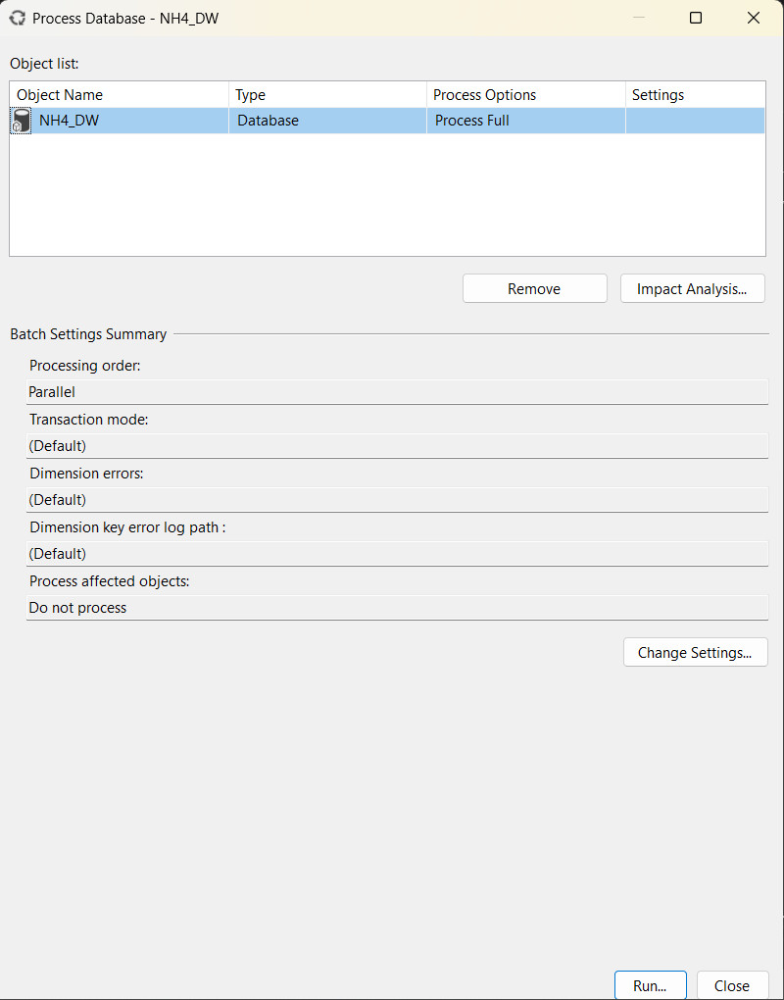 Process Database - NH4_DW
Object list:
Object Name Type Process Options Settings
NH4_DW Database Process Full
Remove Impact Analysis...
Batch Settings Summary
Processing order:
Parallel
Transaction mode:
(Default)
Dimension errors:
(Default)
Dimension key error log path :
(Default)
Process affected objects:
Do not process
Change Settings...
Run... Close